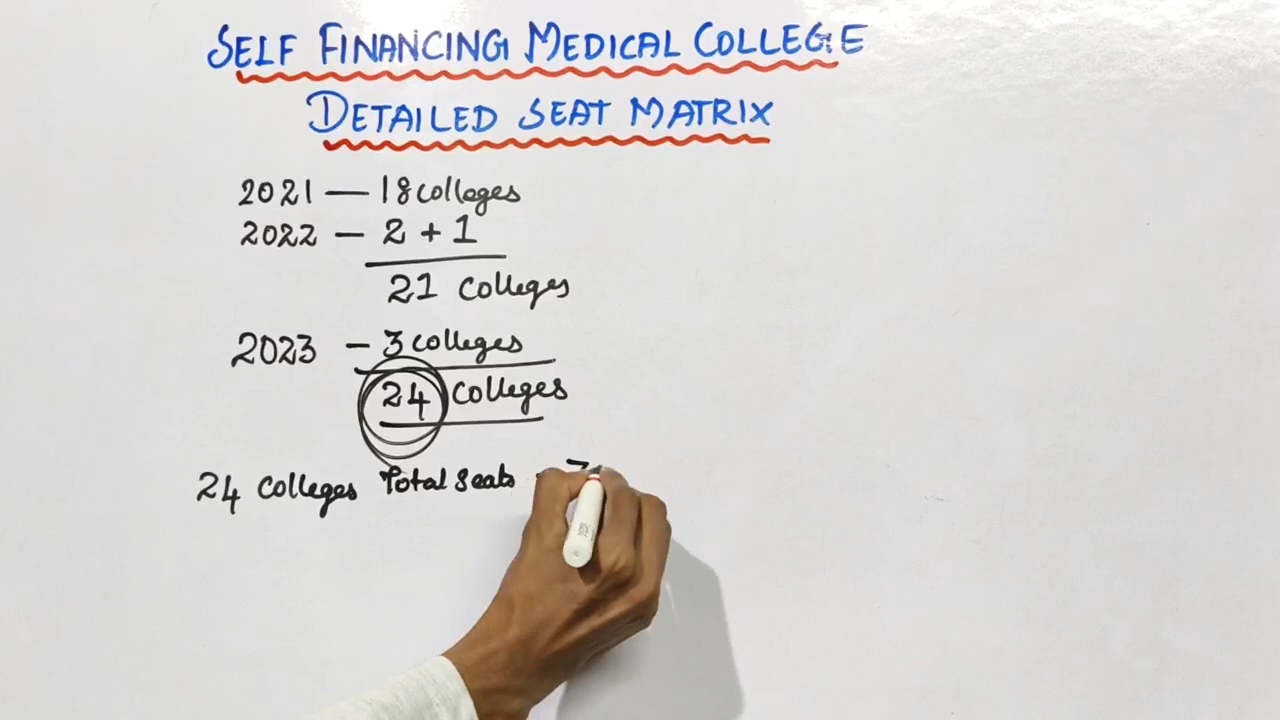 SELF FINANCING MEDICAL COLLEGE
DETAILED SEAT MATRIX
2021 — 18 colleges
2022 — 2 + 1
21 colleges
2023 — 3 colleges
24 colleges
24 colleges Total seats -